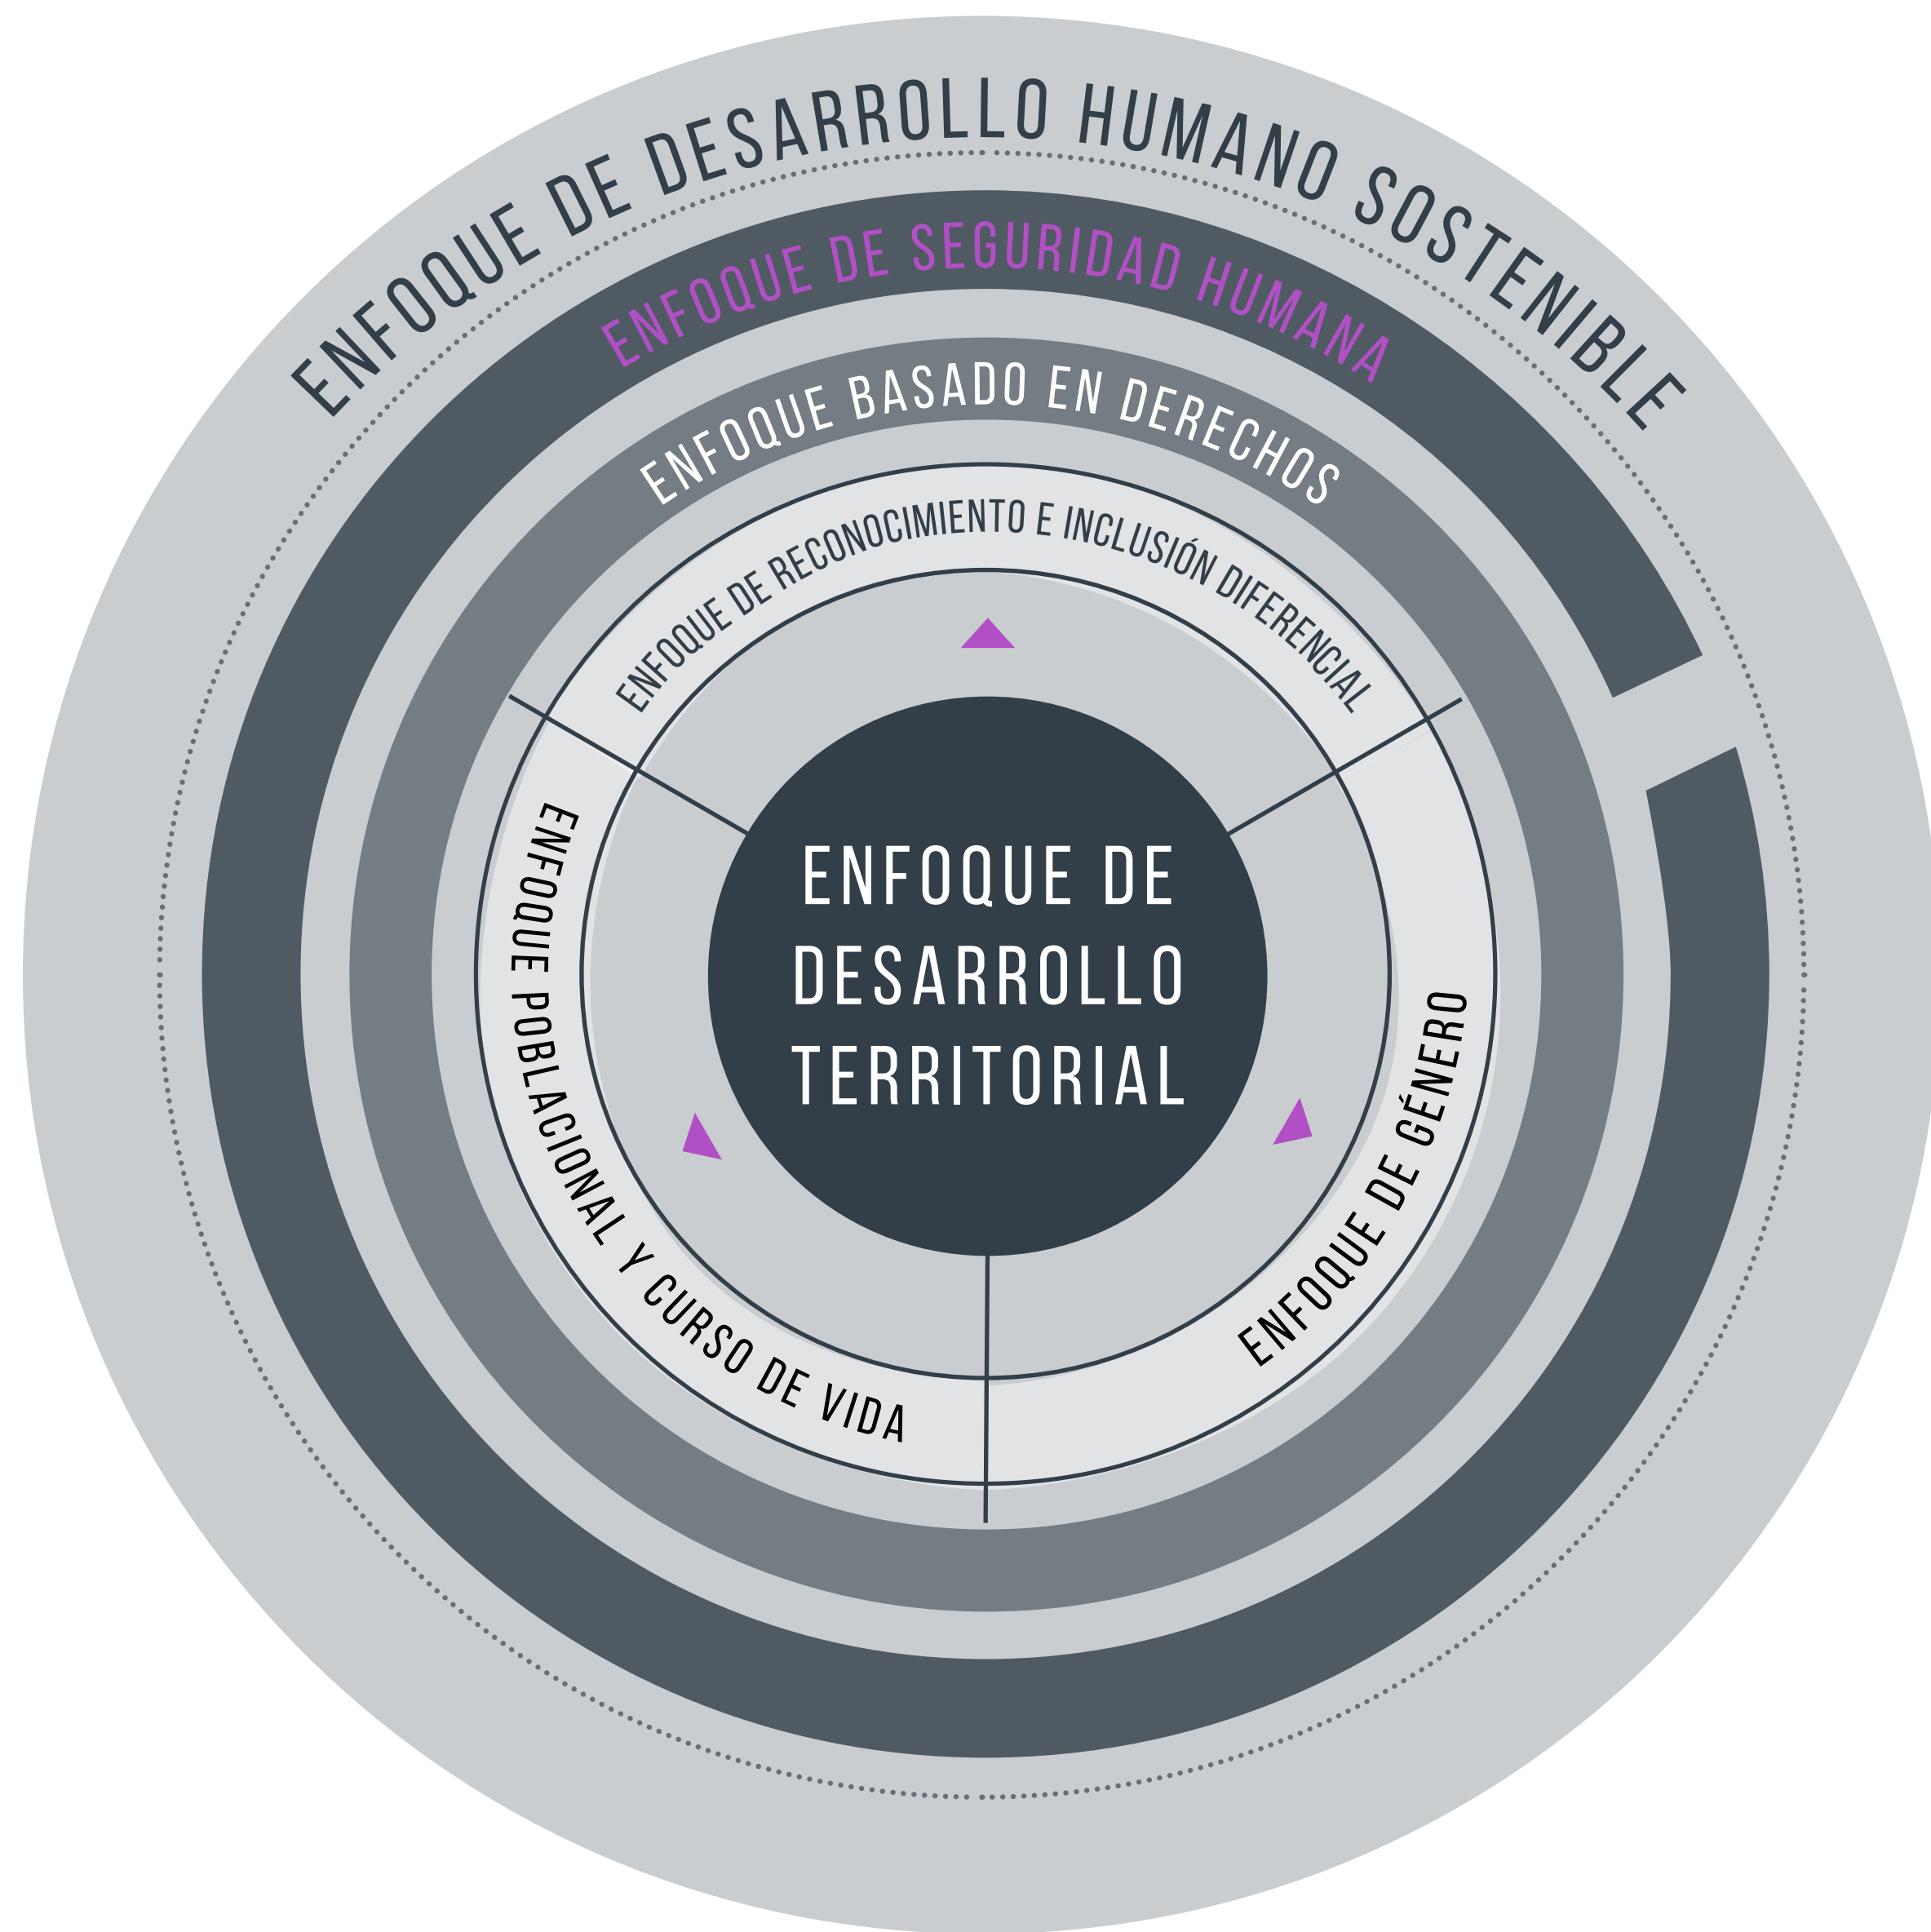 ENFOQUE DE DESARROLLO HUMANO SOSTENIBLE
ENFOQUE DE SEGURIDAD HUMANA
ENFOQUE BASADO EN DERECHOS
ENFOQUE DE RECONOCIMIENTO E INCLUSIÓN DIFERENCIAL
ENFOQUE POBLACIONAL Y CURSO DE VIDA
ENFOQUE DE GÉNERO
ENFOQUE DE
DESARROLLO
TERRITORIAL